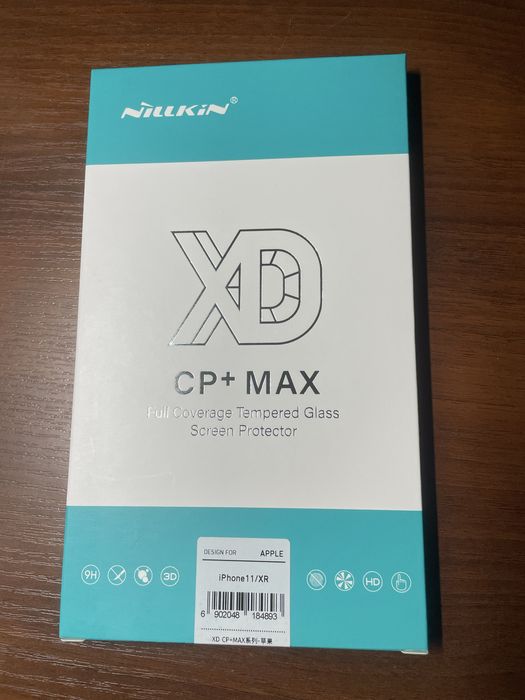 NILLKIN®
XD
CP+ MAX
Full Coverage Tempered Glass
Screen Protector
DESIGN FOR APPLE
iPhone11/XR
9H
3D
HD
6 902048 184893
XD CP+MAX系列-苹果